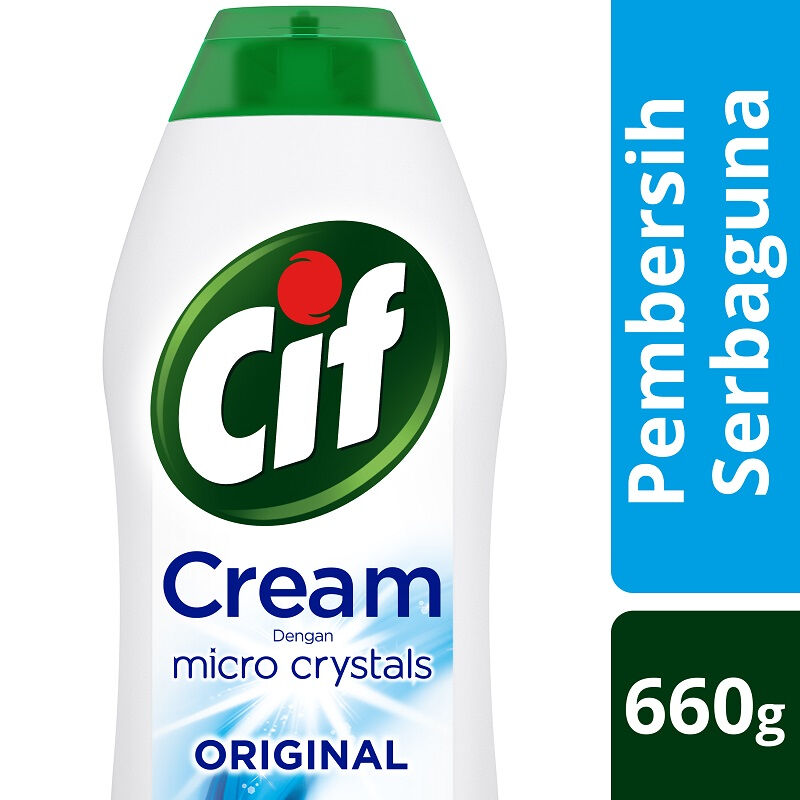 Cif
Cream
Dengan
micro crystals
ORIGINAL
Pembersih
Serbaguna
660g